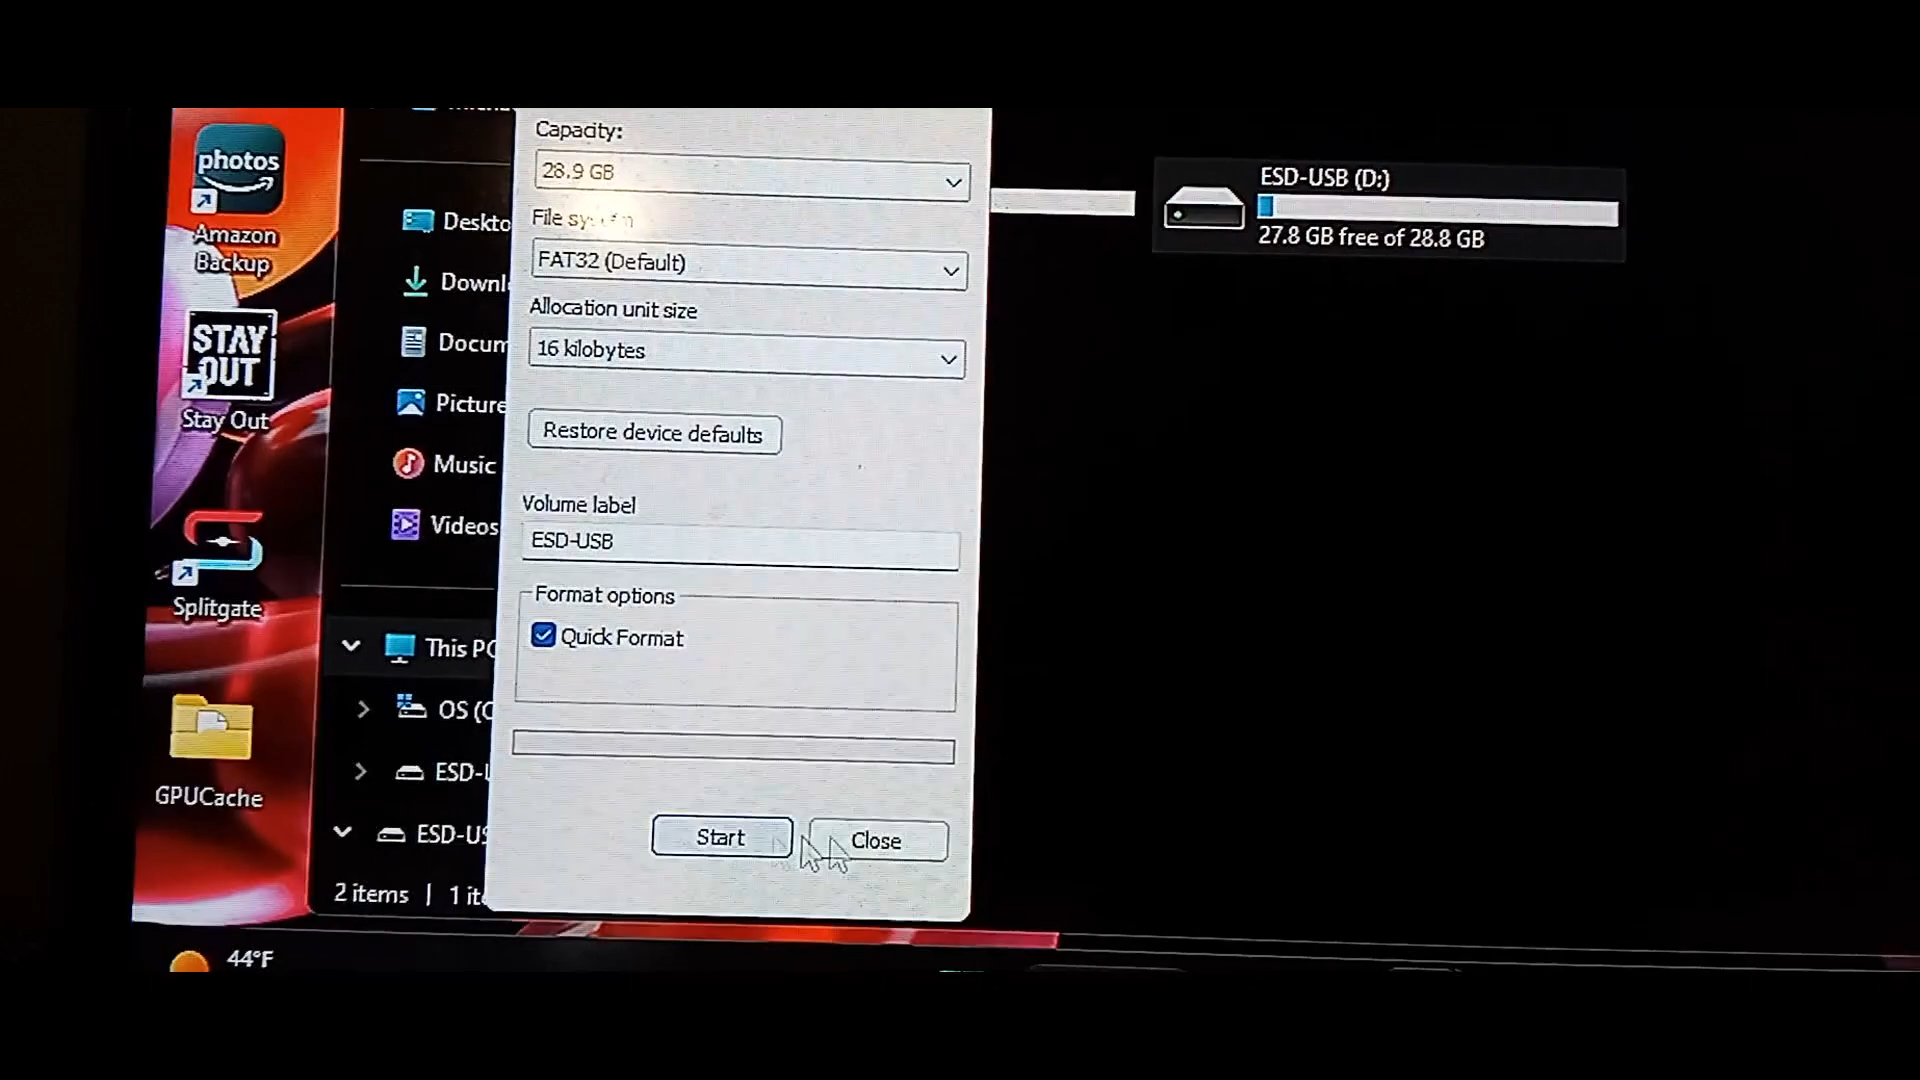 photos
Amazon
Backup
STAY
OUT
Stay Out
Splitgate
GPUCache
Deskto
Downl
Docum
Picture
Music
Videos
This PC
OS (C
ESD-U
ESD-US
2 items | 1 ite
Capacity:
28.9 GB
File system
FAT32 (Default)
Allocation unit size
16 kilobytes
Restore device defaults
Volume label
ESD-USB
Format options
Quick Format
Start
Close
ESD-USB (D:)
27.8 GB free of 28.8 GB
44°F